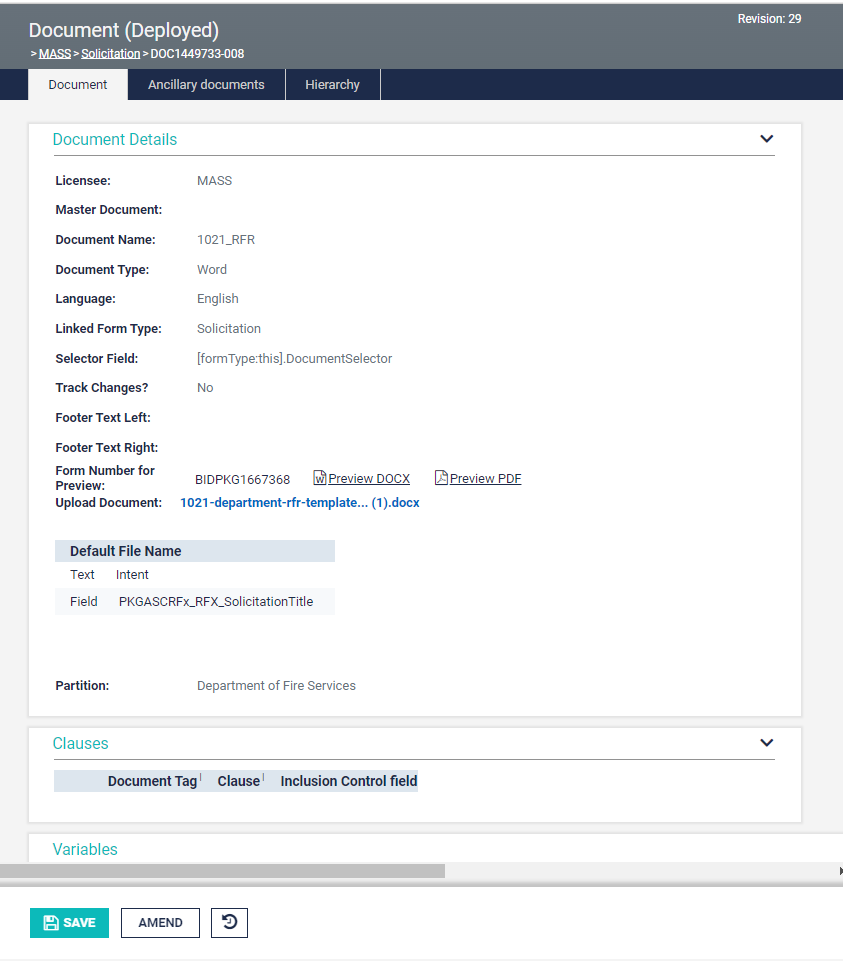 Document (Deployed)
Revision: 29
> MASS > Solicitation > DOC1449733-008
Document Ancillary documents Hierarchy
Document Details
Licensee: MASS
Master Document:
Document Name: 1021_RFR
Document Type: Word
Language: English
Linked Form Type: Solicitation
Selector Field: [formType:this].DocumentSelector
Track Changes? No
Footer Text Left:
Footer Text Right:
Form Number for
Preview: BIDPKG1667368 Preview DOCX Preview PDF
Upload Document: 1021-department-rfr-template... (1).docx
Default File Name
Text Intent
Field PKGASCRFx_RFX_SolicitationTitle
Partition: Department of Fire Services
Clauses
Document Tag Clause Inclusion Control field
Variables
SAVE AMEND